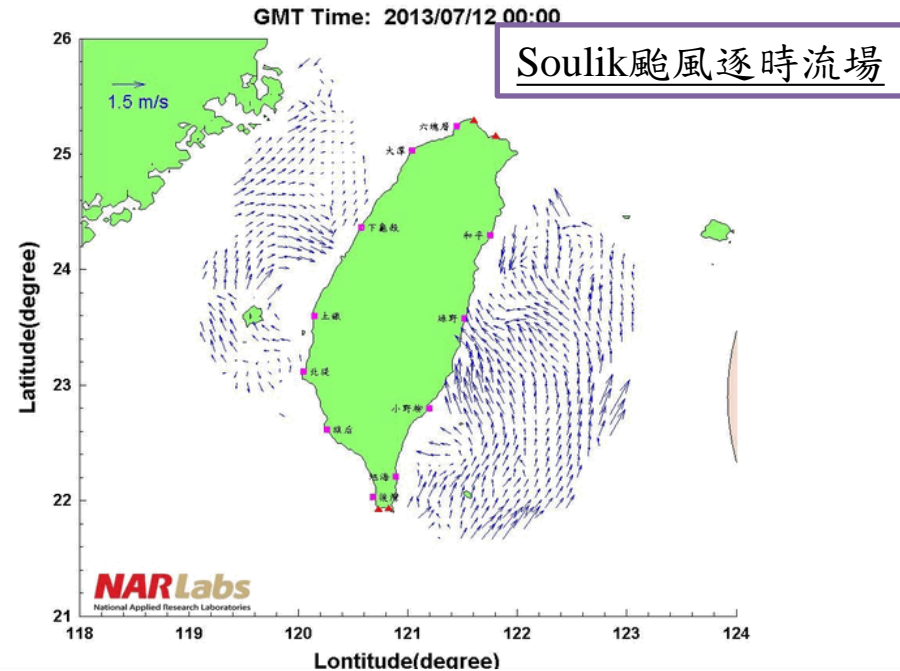 GMT Time: 2013/07/12 00:00
Soulik颱風逐時流場
26
1.5 m/s
六塊厝
25
大潭
下龜殼
和平
24
Latitude(degree)
土鐵
綠野
23
北堤
小野柳
旗后
旭海
22
後灣
NARLabs
National Applied Research Laboratories
21
118
119
120
121
122
123
124
Lontitude(degree)